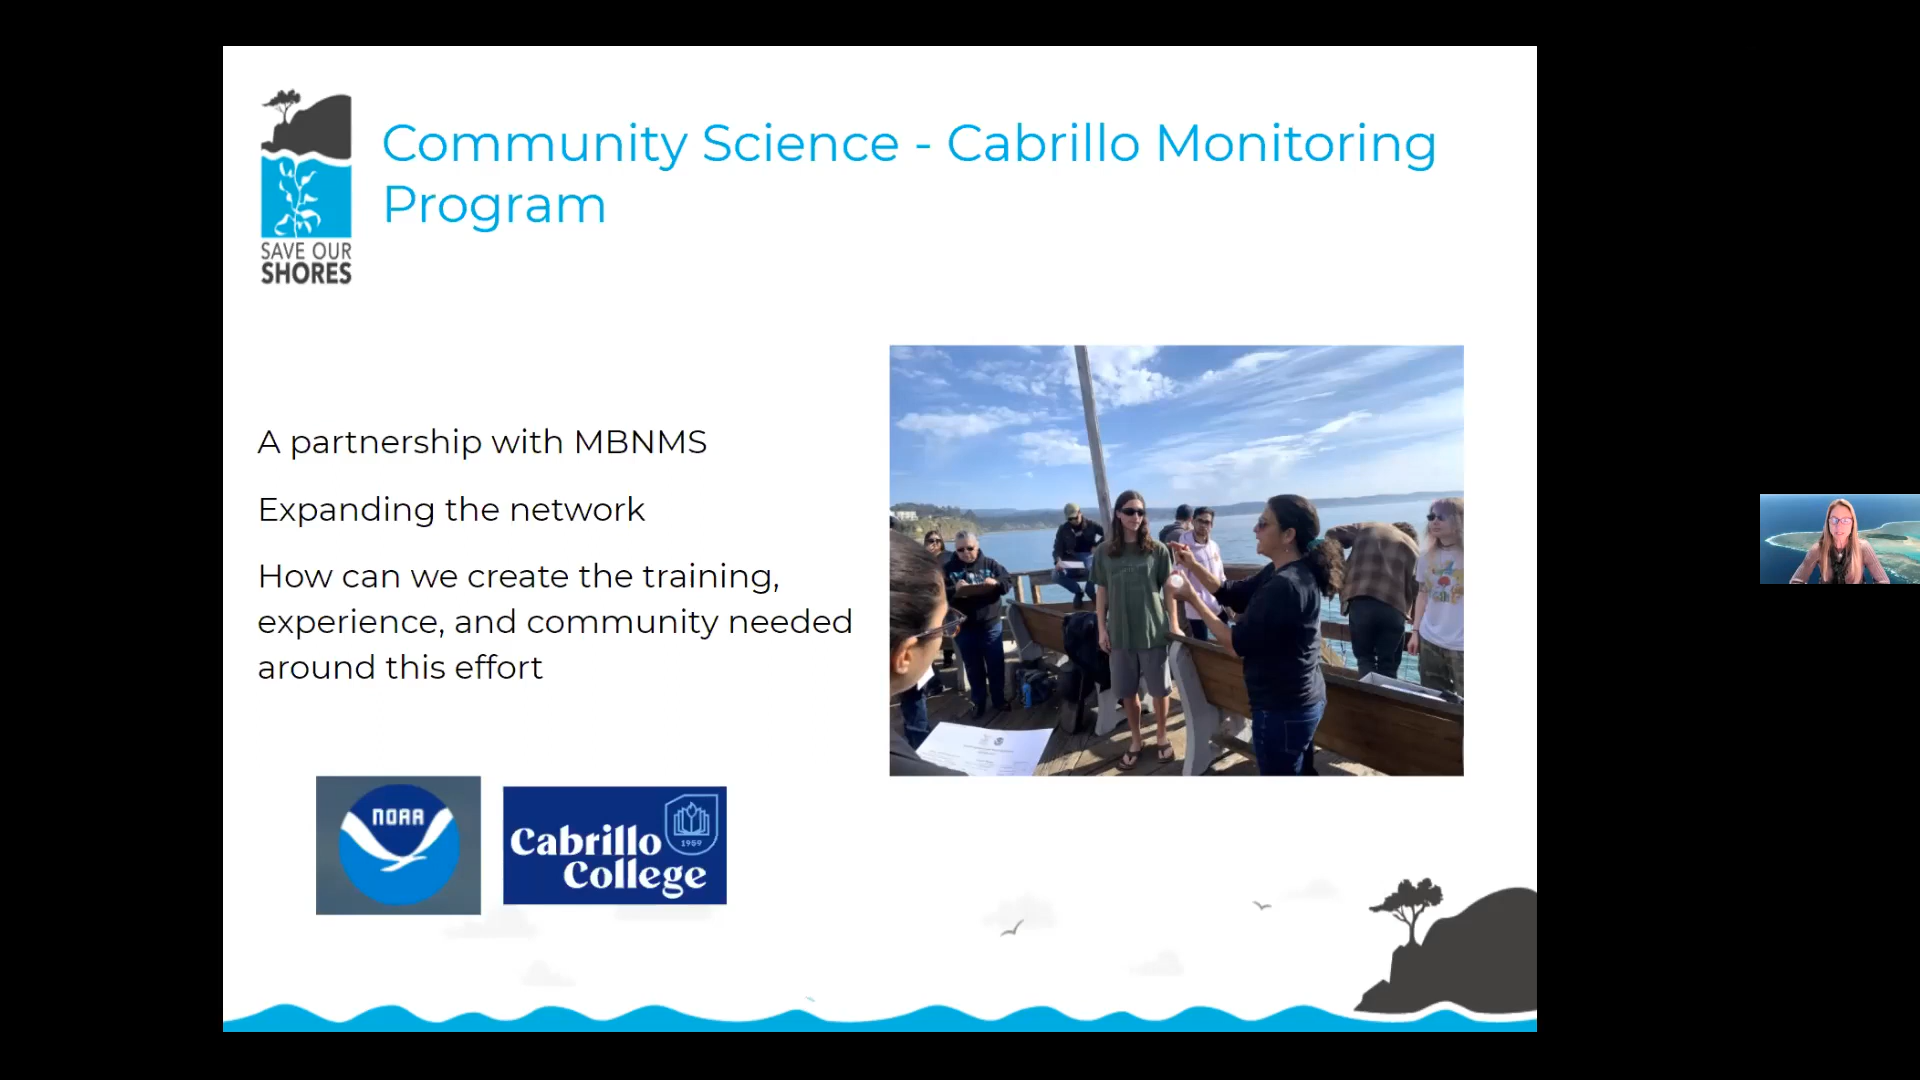 Community Science - Cabrillo Monitoring
Program
SAVE OUR
SHORES
A partnership with MBNMS
Expanding the network
How can we create the training,
experience, and community needed
around this effort
NOAA
Cabrillo
College
1959